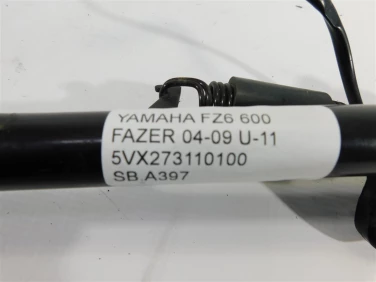 YAMAHA FZ6 600
FAZER 04-09 U-11
5VX273110100
SB A397